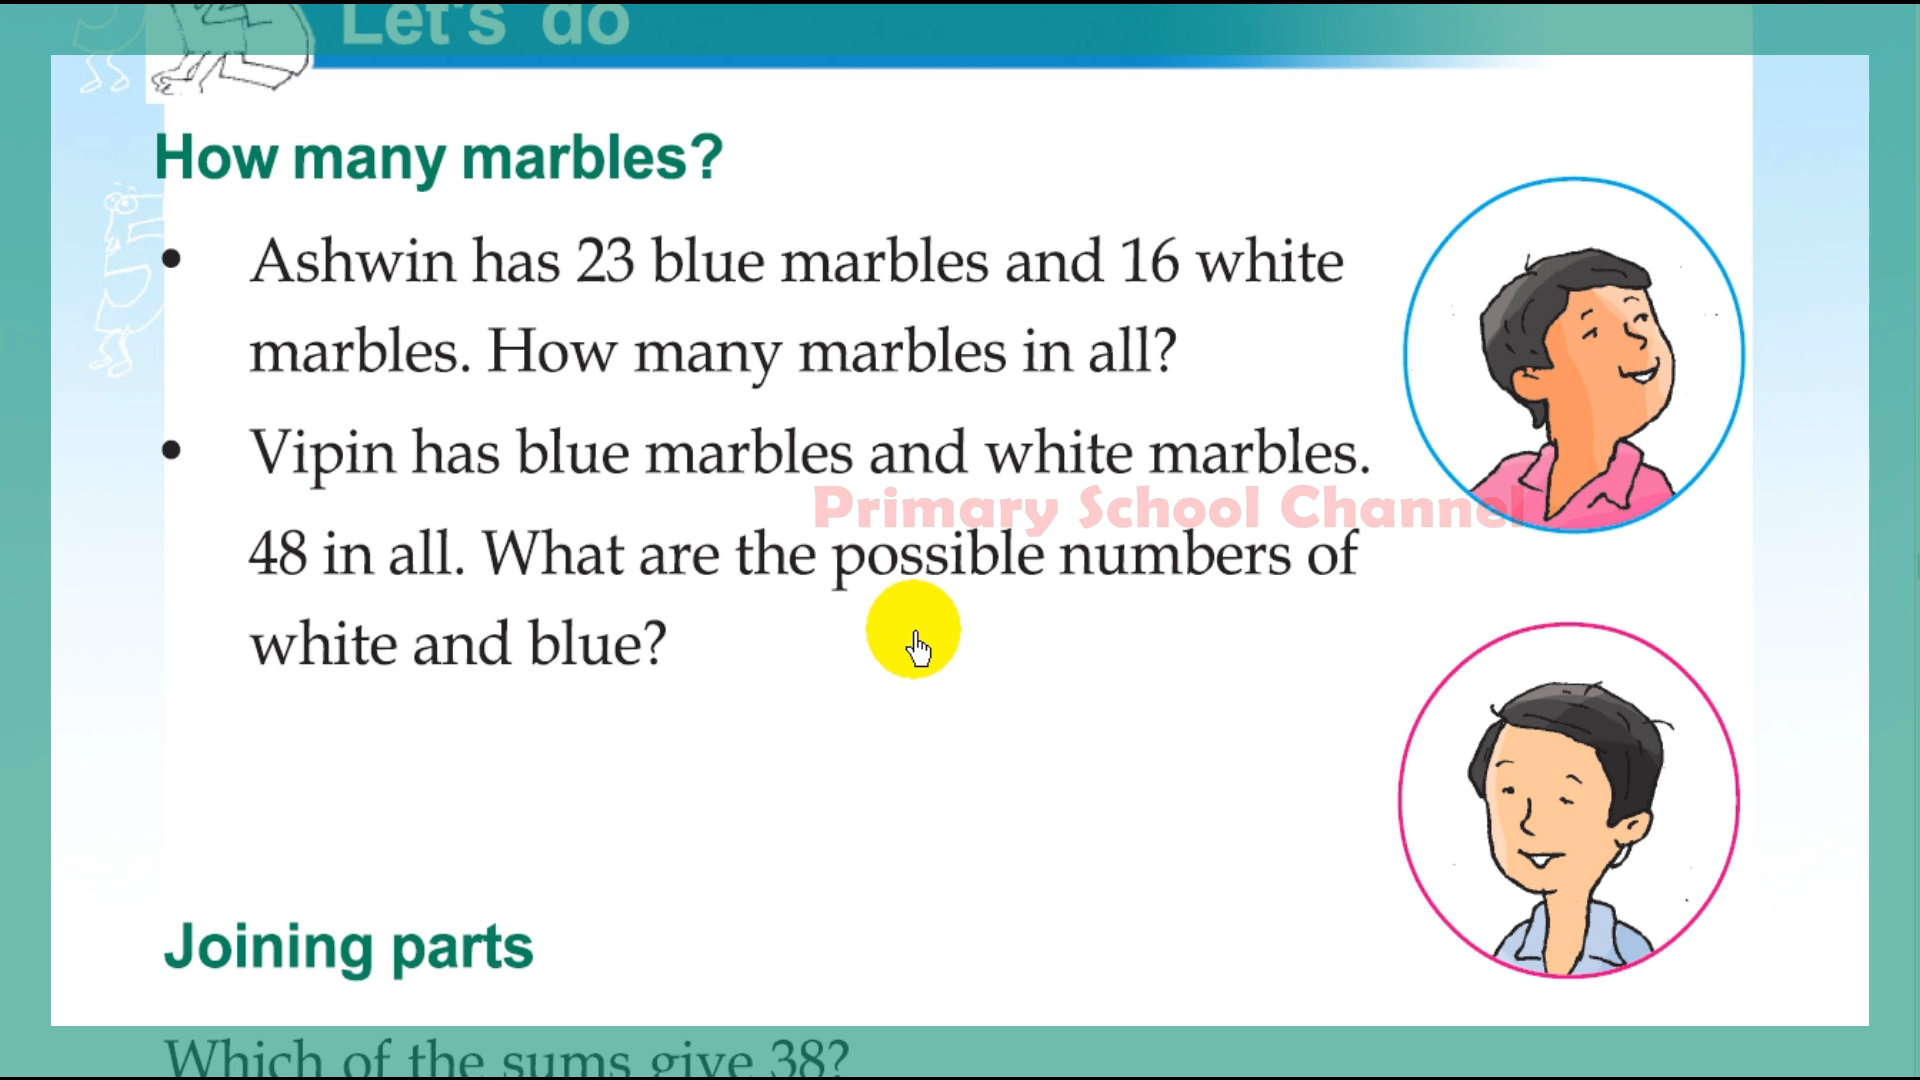 Let's do
How many marbles?
• Ashwin has 23 blue marbles and 16 white
marbles. How many marbles in all?
• Vipin has blue marbles and white marbles.
Primary School Channel
48 in all. What are the possible numbers of
white and blue?
Joining parts
Which of the sums give 38?